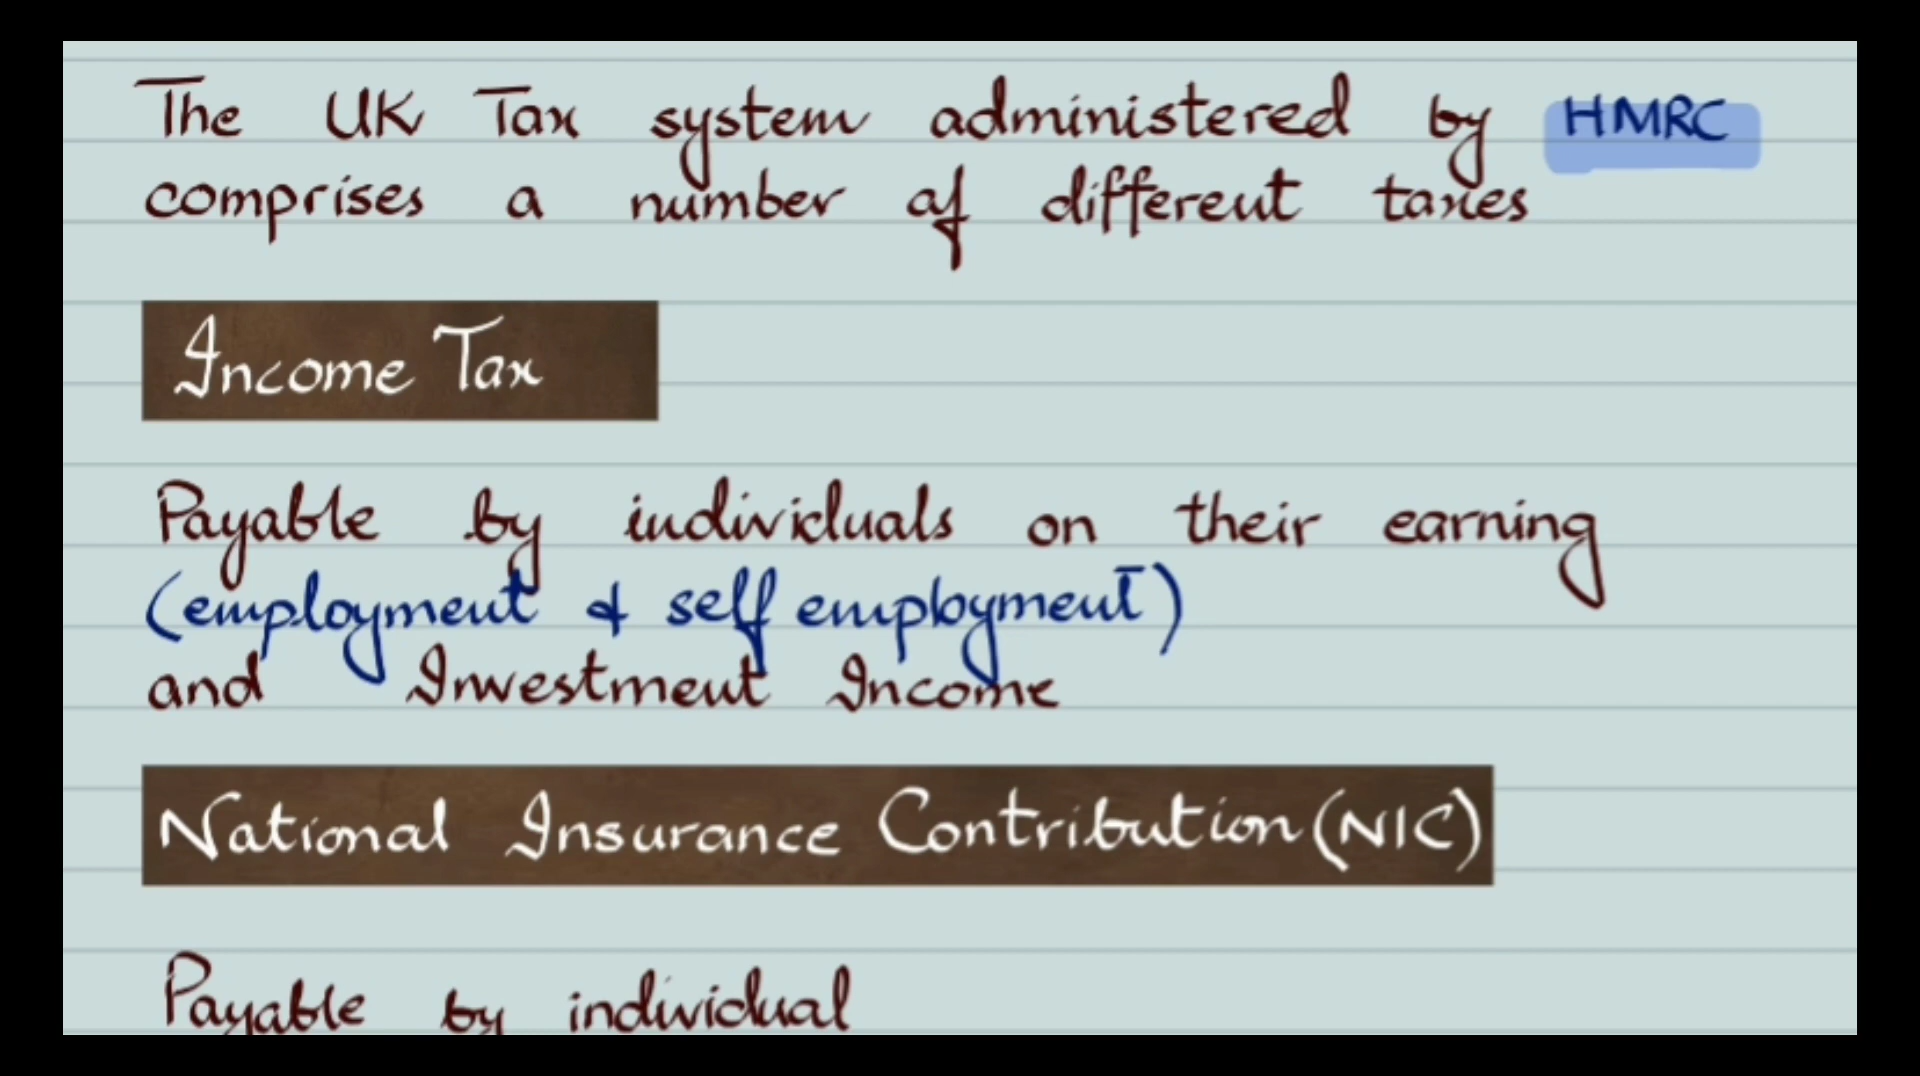 The UK Tax system administered by HMRC
comprises a number of different taxes
Income Tax
Payable by individuals on their earning
(employment & self employment)
and Investment Income
National Insurance Contribution (NIC)
Payable by individual